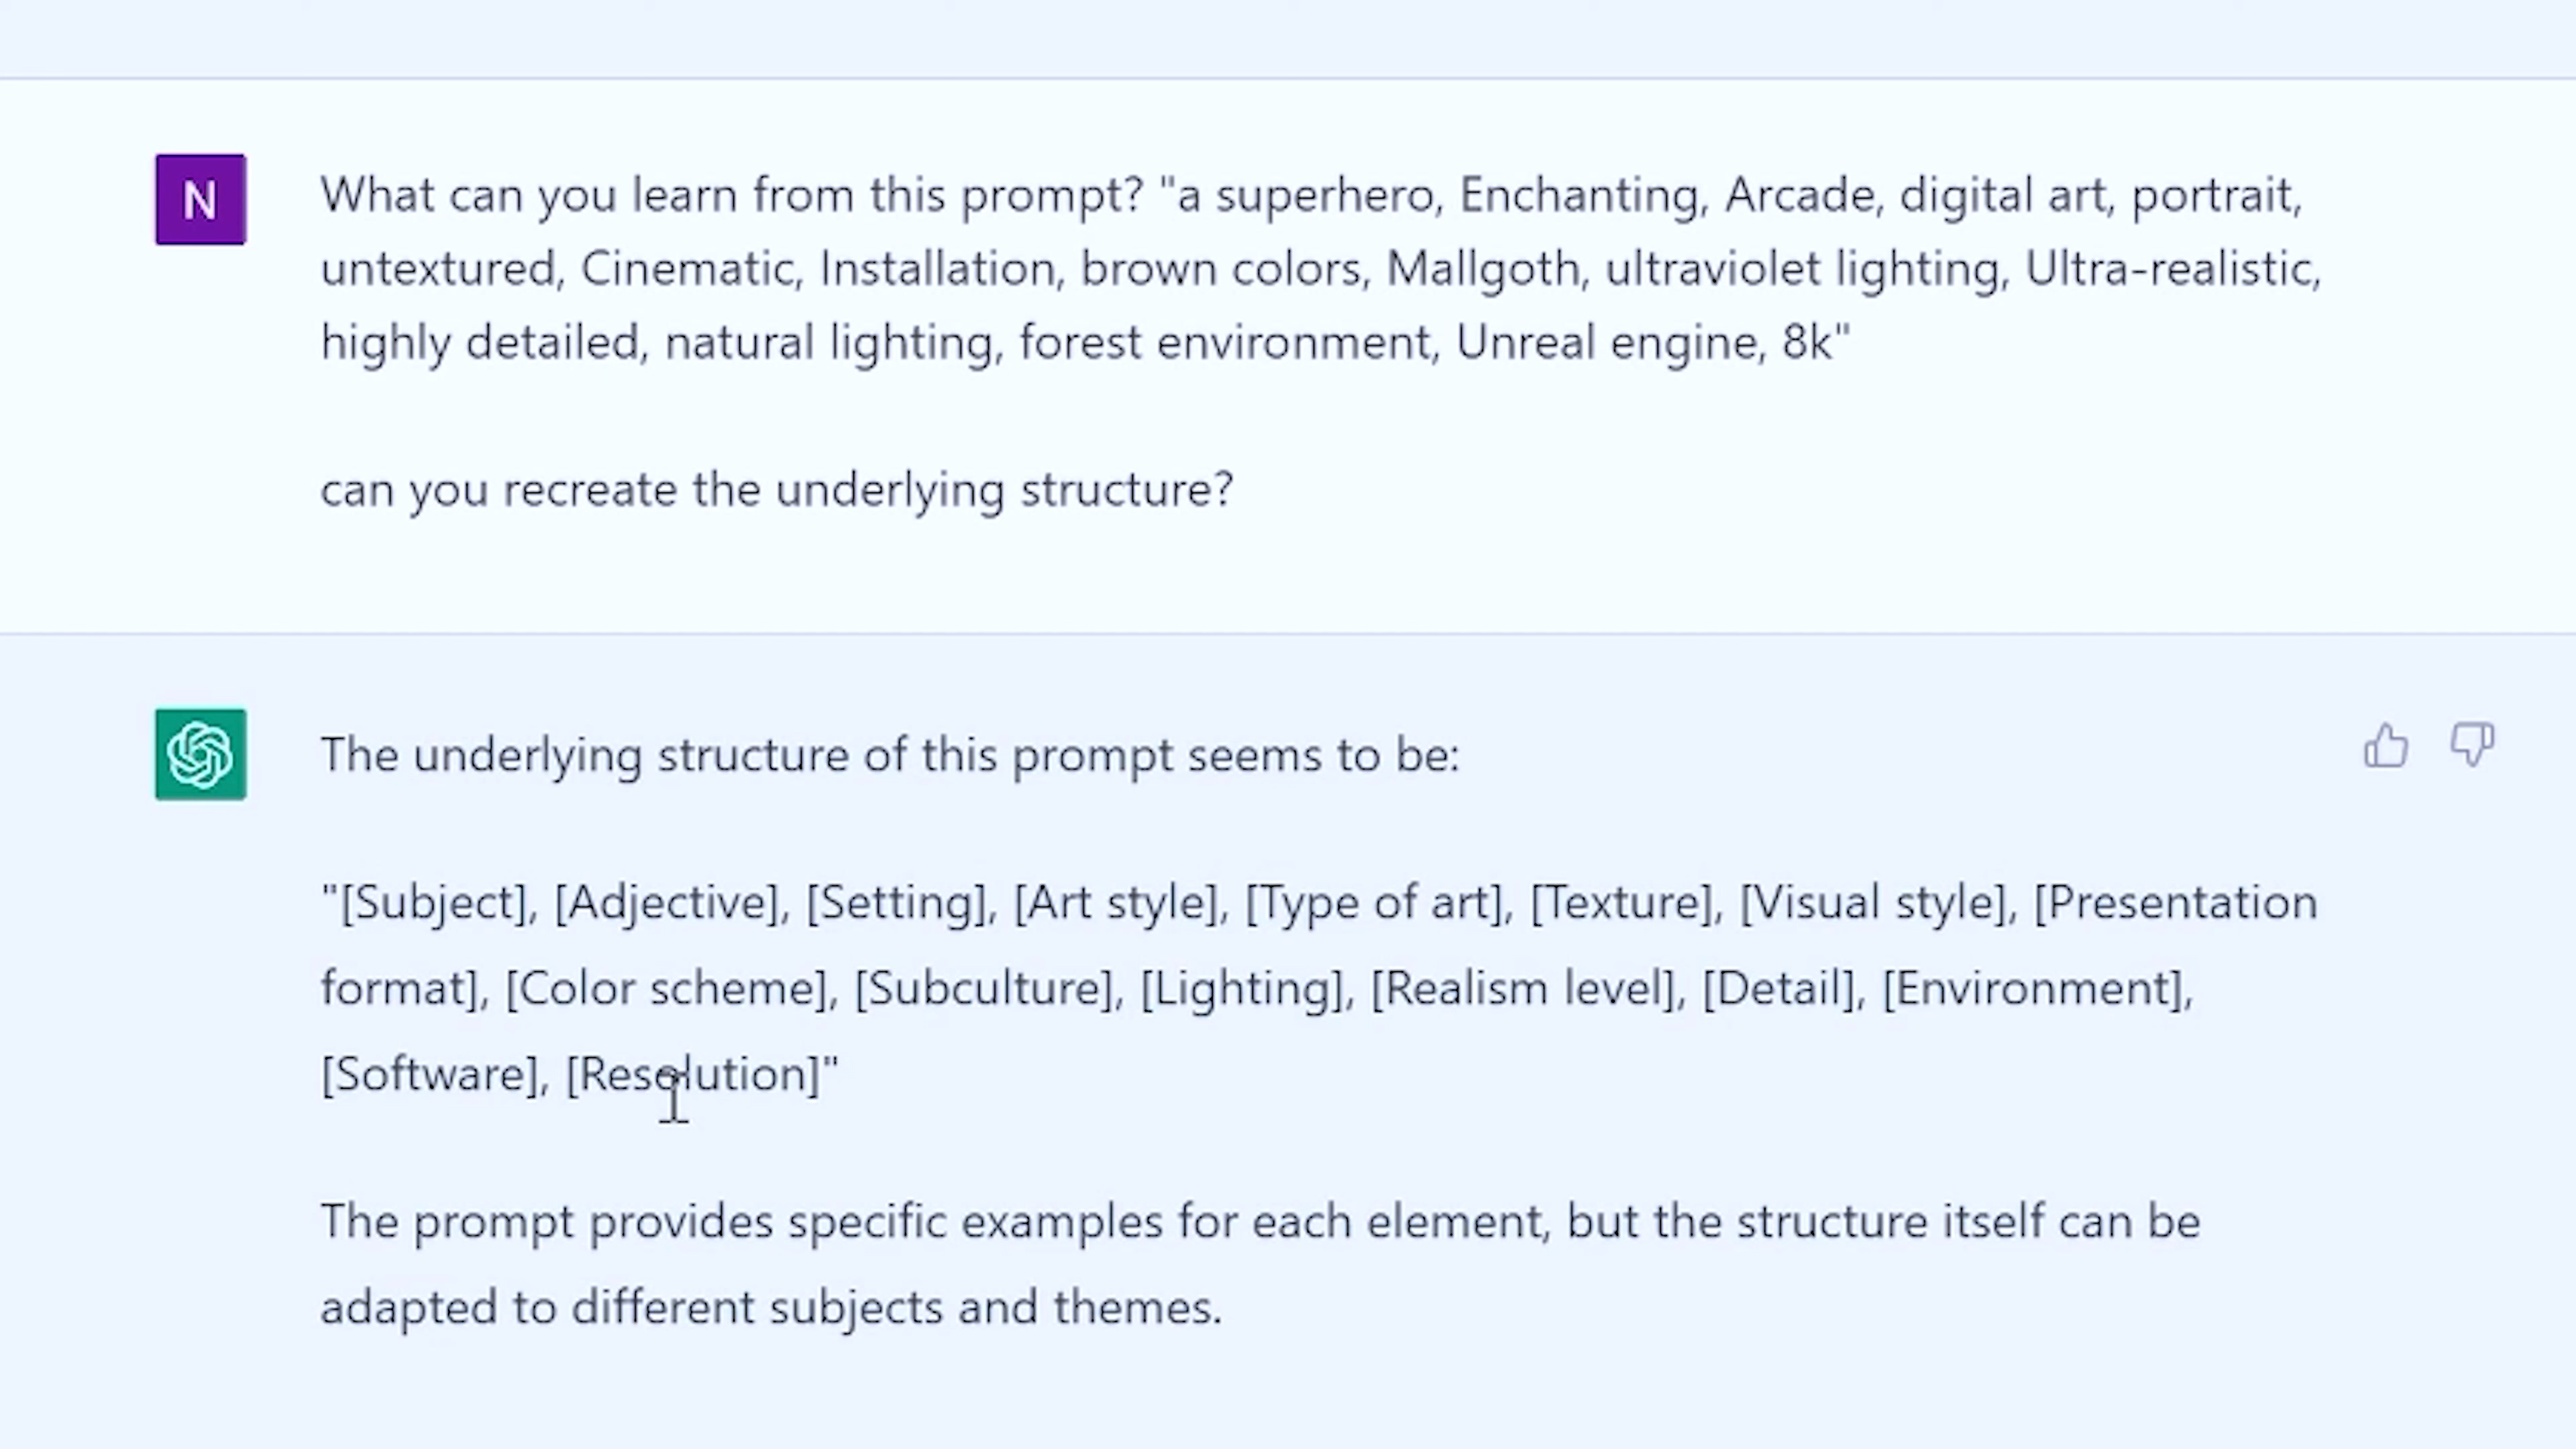 N
What can you learn from this prompt? "a superhero, Enchanting, Arcade, digital art, portrait,
untextured, Cinematic, Installation, brown colors, Mallgoth, ultraviolet lighting, Ultra-realistic,
highly detailed, natural lighting, forest environment, Unreal engine, 8k"
can you recreate the underlying structure?
The underlying structure of this prompt seems to be:
"[Subject], [Adjective], [Setting], [Art style], [Type of art], [Texture], [Visual style], [Presentation
format], [Color scheme], [Subculture], [Lighting], [Realism level], [Detail], [Environment],
[Software], [Resolution]"
The prompt provides specific examples for each element, but the structure itself can be
adapted to different subjects and themes.